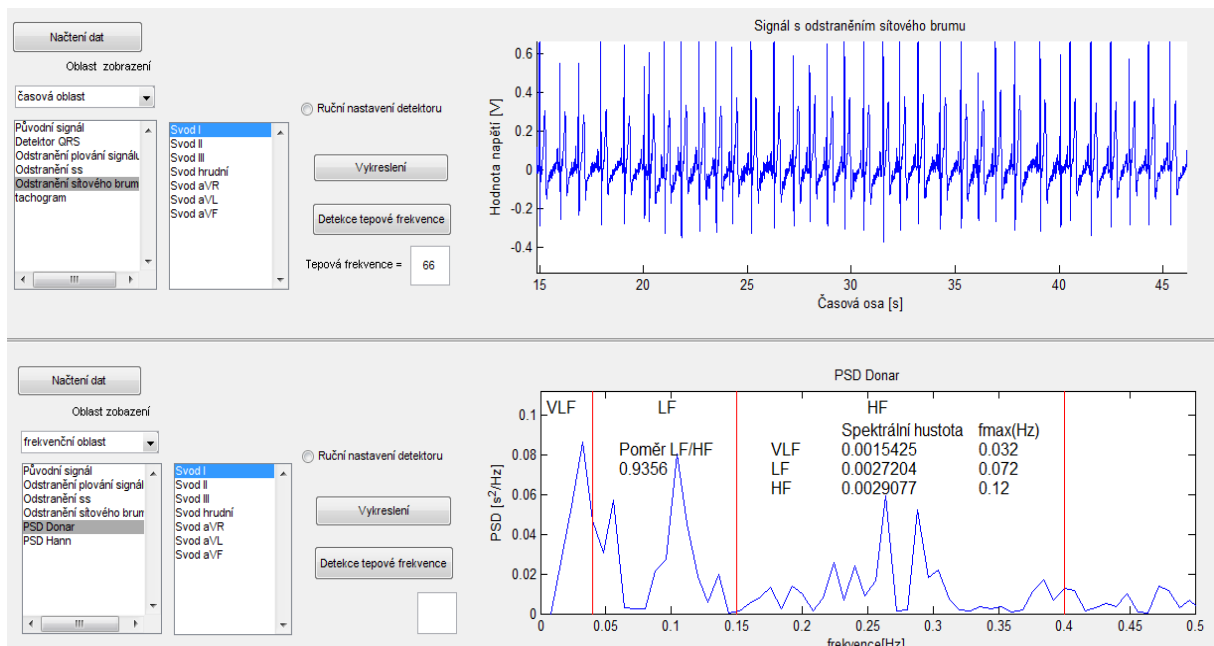 Načtení dat
Oblast zobrazení
časová oblast
Původní signál
Detektor QRS
Odstranění plování signálu
Odstranění ss
Odstranění síťového brum
tachogram
Svod I
Svod II
Svod III
Svod hrudní
Svod aVR
Svod aVL
Svod aVF
Ruční nastavení detektoru
Vykreslení
Detekce tepové frekvence
Tepová frekvence = 66
Signál s odstraněním síťového brumu
Hodnota napětí [V]
0.6
0.4
0.2
0
-0.2
-0.4
15 20 25 30 35 40 45
Časová osa [s]
Načtení dat
Oblast zobazení
frekvenční oblast
Původní signál
Odstranění plování signál
Odstranění ss
Odstranění síťového brum
PSD Donar
PSD Hann
Svod I
Svod II
Svod III
Svod hrudní
Svod aVR
Svod aVL
Svod aVF
Ruční nastavení detektoru
Vykreslení
Detekce tepové frekvence
PSD Donar
PSD [s²/Hz]
0.1
0.08
0.06
0.04
0.02
0
VLF LF HF
Poměr LF/HF
0.9356
Spektrální hustota fmax(Hz)
VLF 0.0015425 0.032
LF 0.0027204 0.072
HF 0.0029077 0.12
0 0.05 0.1 0.15 0.2 0.25 0.3 0.35 0.4 0.45 0.5
frekvence[Hz]